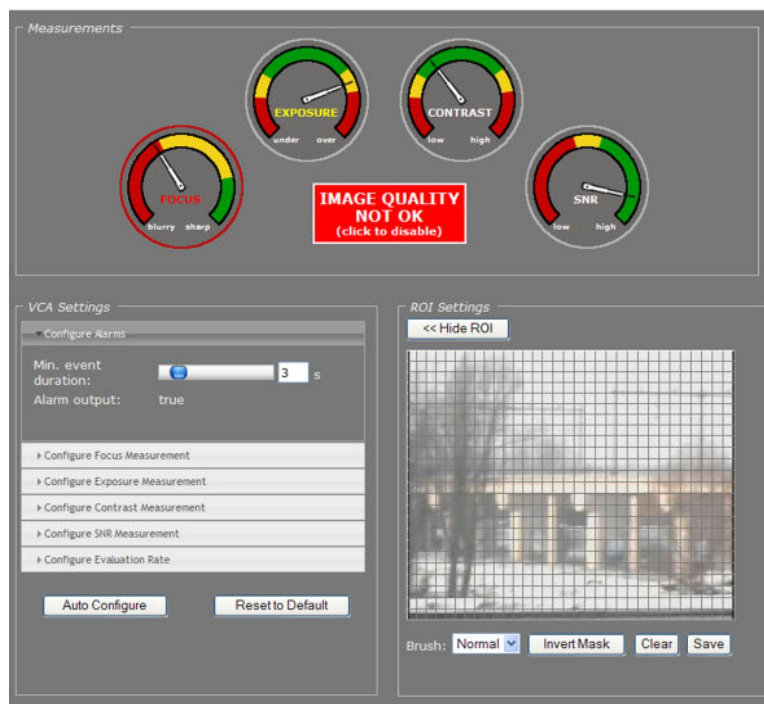 Measurements
EXPOSURE
under over
CONTRAST
low high
FOCUS
blurry sharp
IMAGE QUALITY
NOT OK
(click to disable)
SNR
low high
VCA Settings
Configure Alarms
Min. event
duration:
3 s
Alarm output: true
Configure Focus Measurement
Configure Exposure Measurement
Configure Contrast Measurement
Configure SNR Measurement
Configure Evaluation Rate
Auto Configure Reset to Default
ROI Settings
<< Hide ROI
Brush: Normal Invert Mask Clear Save